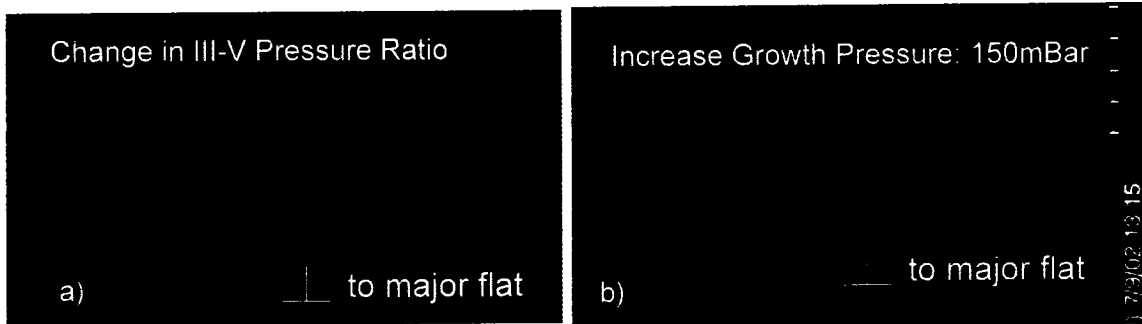 Change in III-V Pressure Ratio
a)
to major flat
Increase Growth Pressure: 150mBar
b)
to major flat